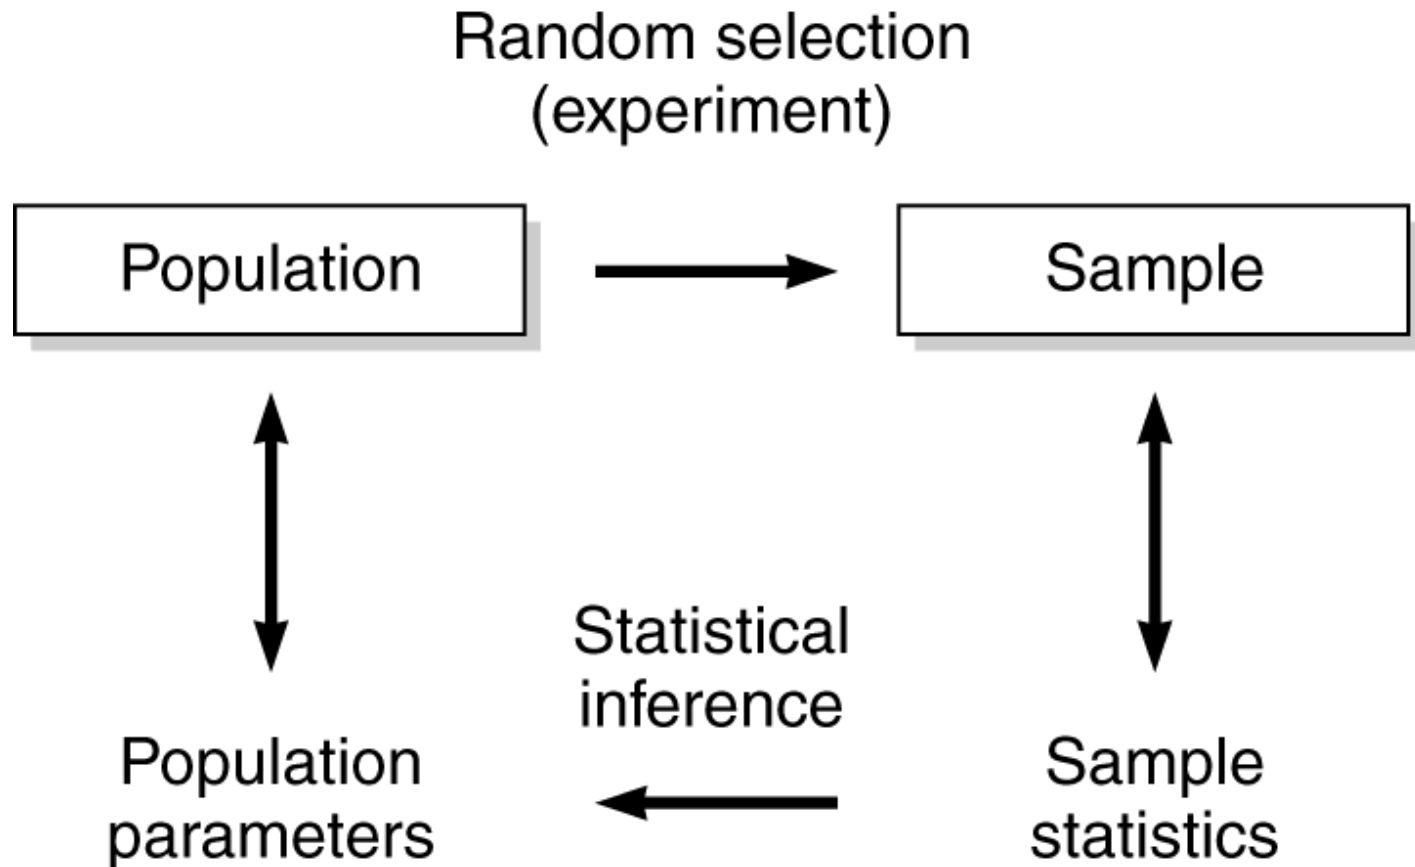 Random selection
(experiment)
Population
Sample
Statistical
inference
Population
parameters
Sample
statistics